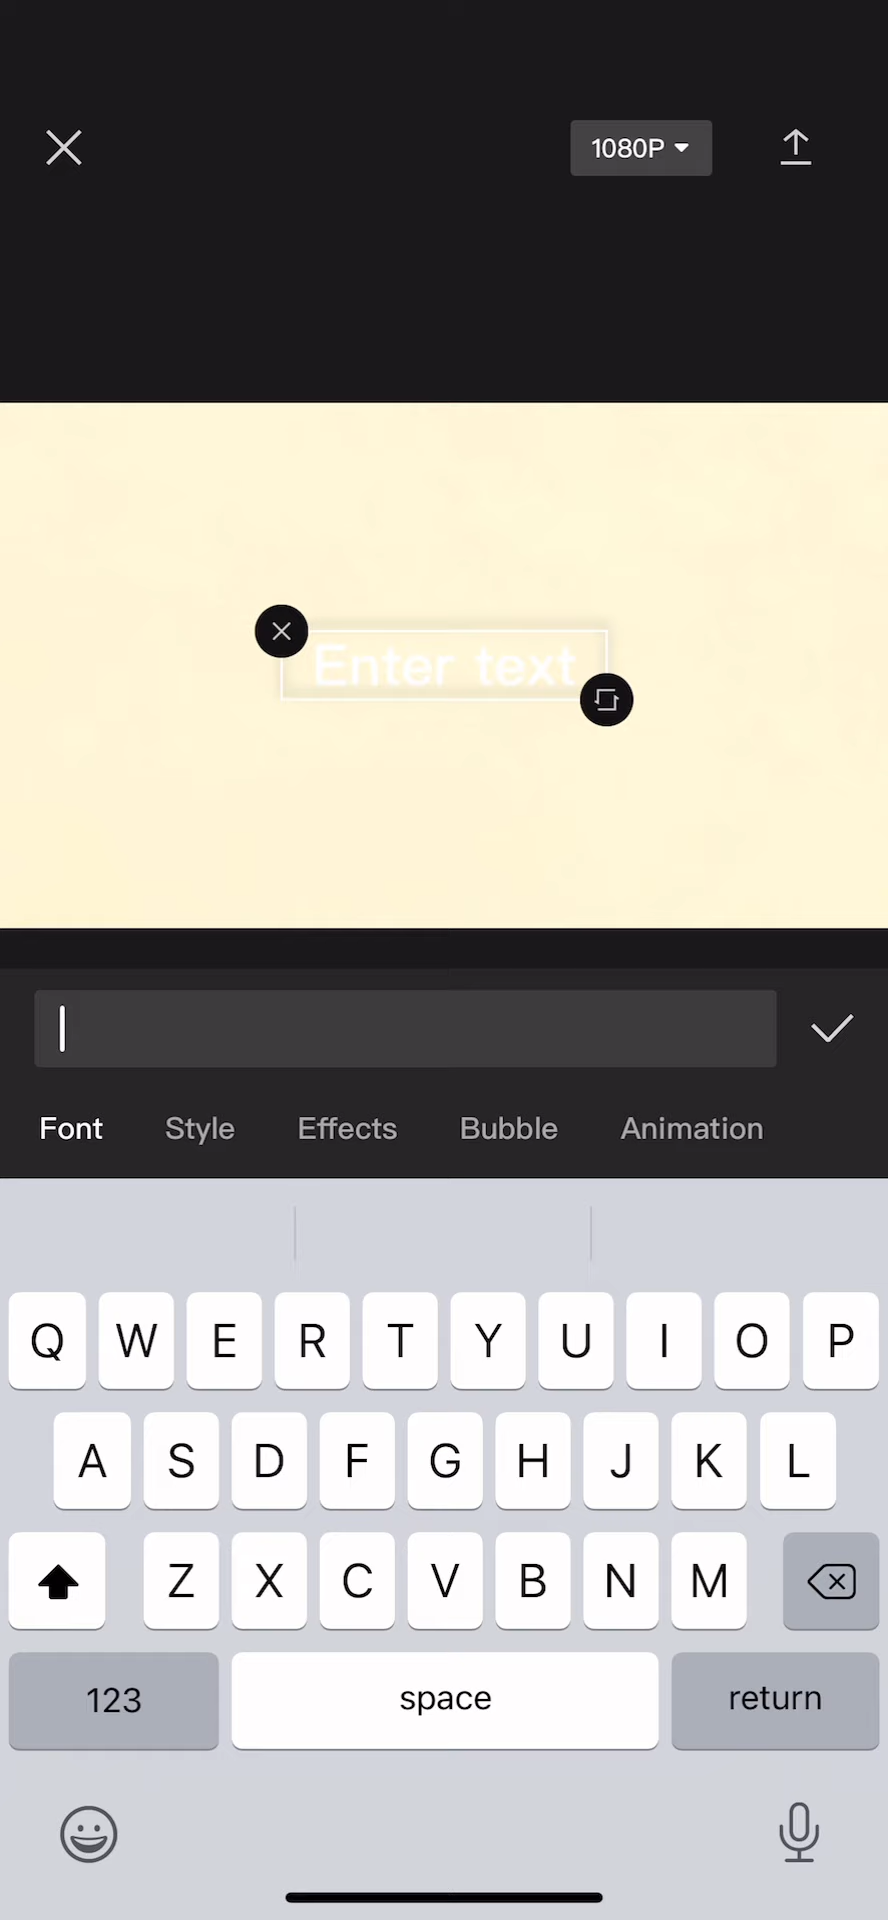 1080P
Enter text
Font Style Effects Bubble Animation
Q W E R T Y U I O P
A S D F G H J K L
Z X C V B N M
123 space return